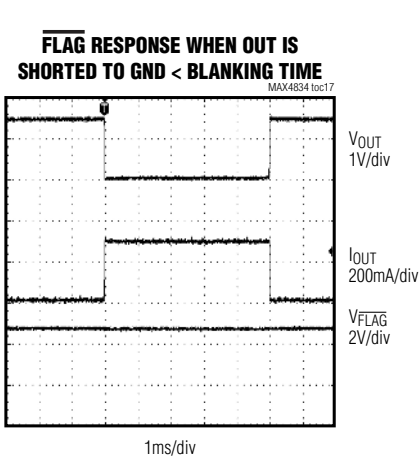 FLAG RESPONSE WHEN OUT IS
SHORTED TO GND < BLANKING TIME
MAX4834 toc17
T
VOUT
1V/div
IOUT
200mA/div
VFLAG
2V/div
1ms/div